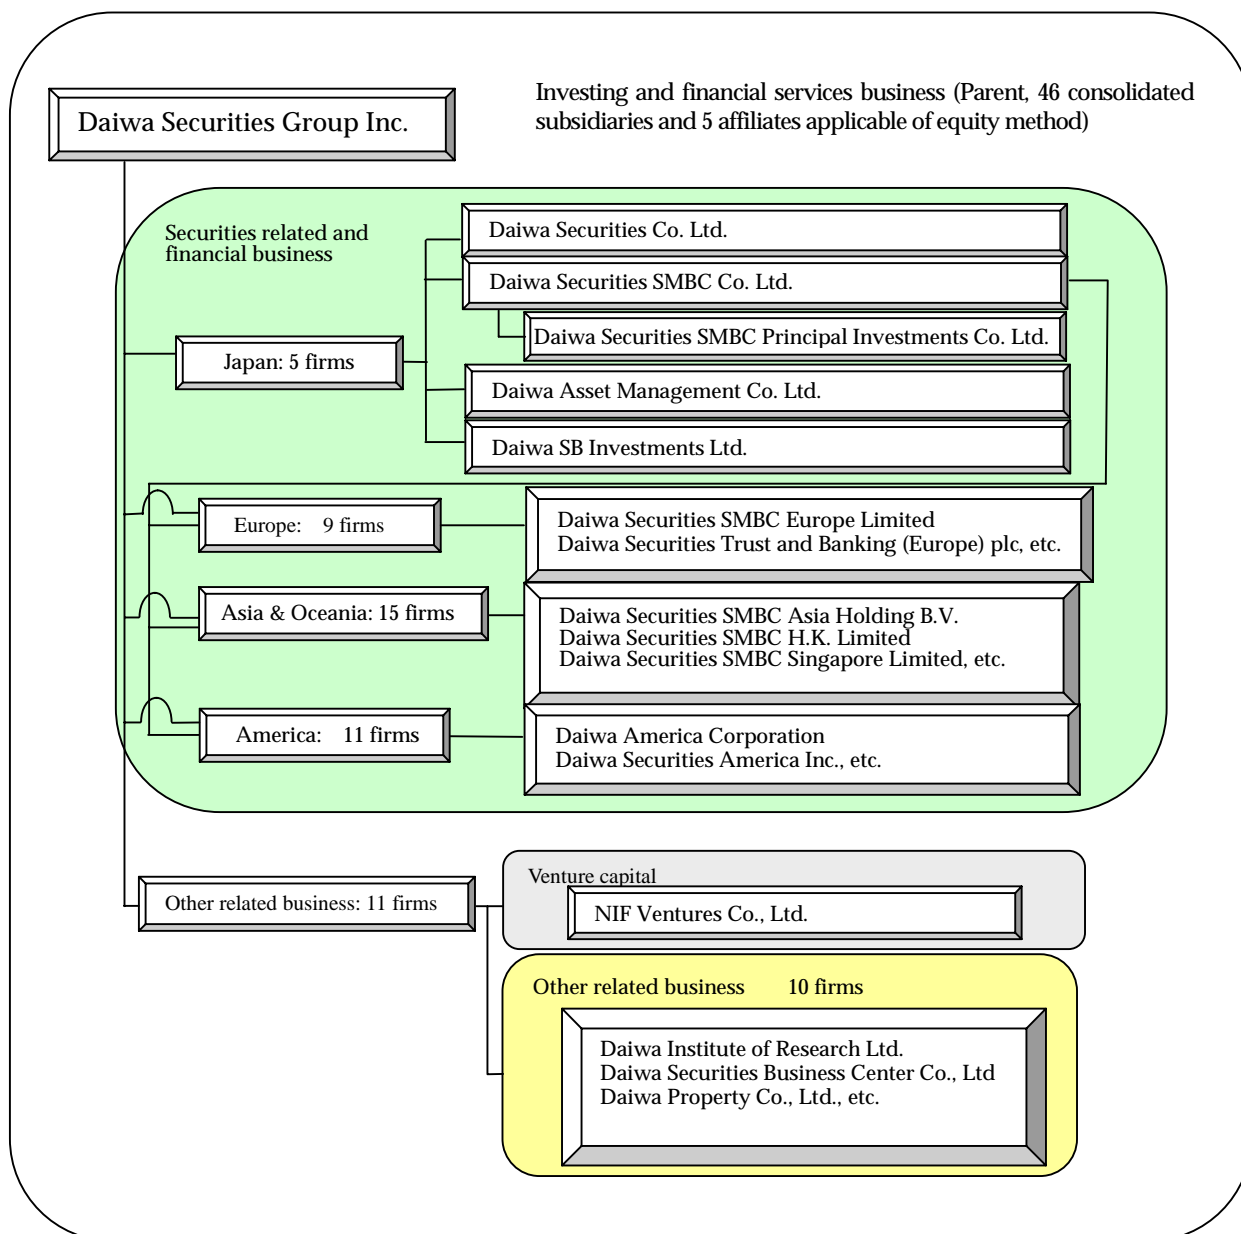 Daiwa Securities Group Inc.
Investing and financial services business (Parent, 46 consolidated
subsidiaries and 5 affiliates applicable of equity method)
Securities related and
financial business
Daiwa Securities Co. Ltd.
Daiwa Securities SMBC Co. Ltd.
Daiwa Securities SMBC Principal Investments Co. Ltd.
Japan: 5 firms
Daiwa Asset Management Co. Ltd.
Daiwa SB Investments Ltd.
Europe: 9 firms
Daiwa Securities SMBC Europe Limited
Daiwa Securities Trust and Banking (Europe) plc, etc.
Asia & Oceania: 15 firms
Daiwa Securities SMBC Asia Holding B.V.
Daiwa Securities SMBC H.K. Limited
Daiwa Securities SMBC Singapore Limited, etc.
America: 11 firms
Daiwa America Corporation
Daiwa Securities America Inc., etc.
Other related business: 11 firms
Venture capital
NIF Ventures Co., Ltd.
Other related business 10 firms
Daiwa Institute of Research Ltd.
Daiwa Securities Business Center Co., Ltd
Daiwa Property Co., Ltd., etc.